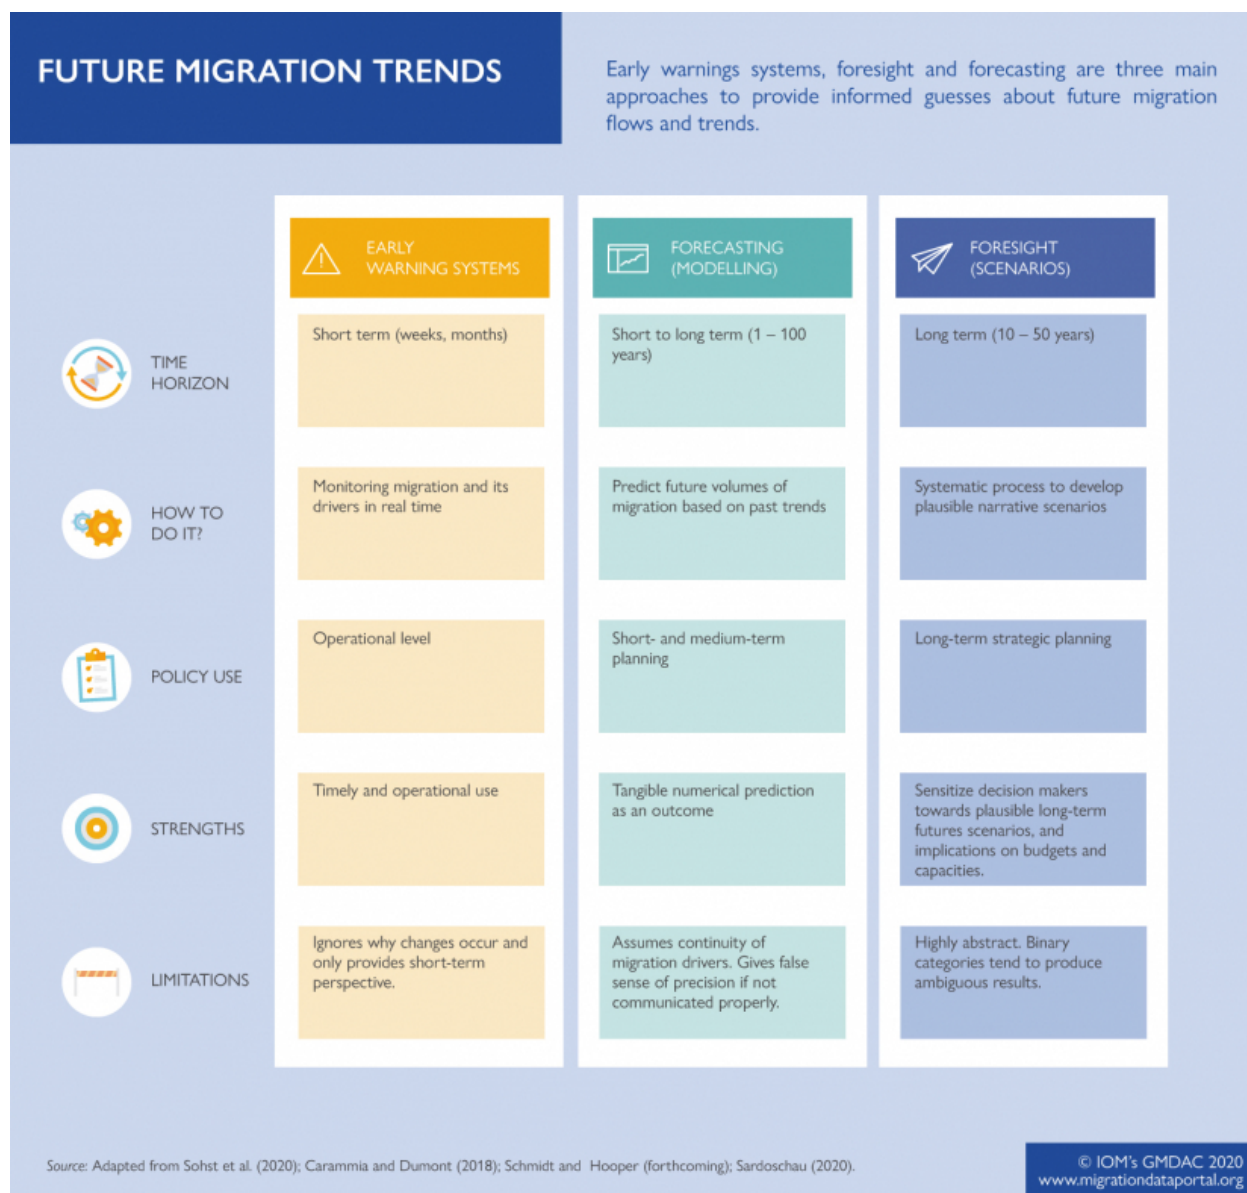 FUTURE MIGRATION TRENDS
Early warnings systems, foresight and forecasting are three main
approaches to provide informed guesses about future migration
flows and trends.
EARLY
WARNING SYSTEMS
FORECASTING
(MODELLING)
FORESIGHT
(SCENARIOS)
TIME
HORIZON
Short term (weeks, months)
Short to long term (1 – 100
years)
Long term (10 – 50 years)
HOW TO
DO IT?
Monitoring migration and its
drivers in real time
Predict future volumes of
migration based on past trends
Systematic process to develop
plausible narrative scenarios
POLICY USE
Operational level
Short- and medium-term
planning
Long-term strategic planning
STRENGTHS
Timely and operational use
Tangible numerical prediction
as an outcome
Sensitize decision makers
towards plausible long-term
futures scenarios, and
implications on budgets and
capacities.
LIMITATIONS
Ignores why changes occur and
only provides short-term
perspective.
Assumes continuity of
migration drivers. Gives false
sense of precision if not
communicated properly.
Highly abstract. Binary
categories tend to produce
ambiguous results.
Source: Adapted from Sohst et al. (2020); Carammia and Dumont (2018); Schmidt and Hooper (forthcoming); Sardoschau (2020).
© IOM's GMDAC 2020
www.migrationdataportal.org